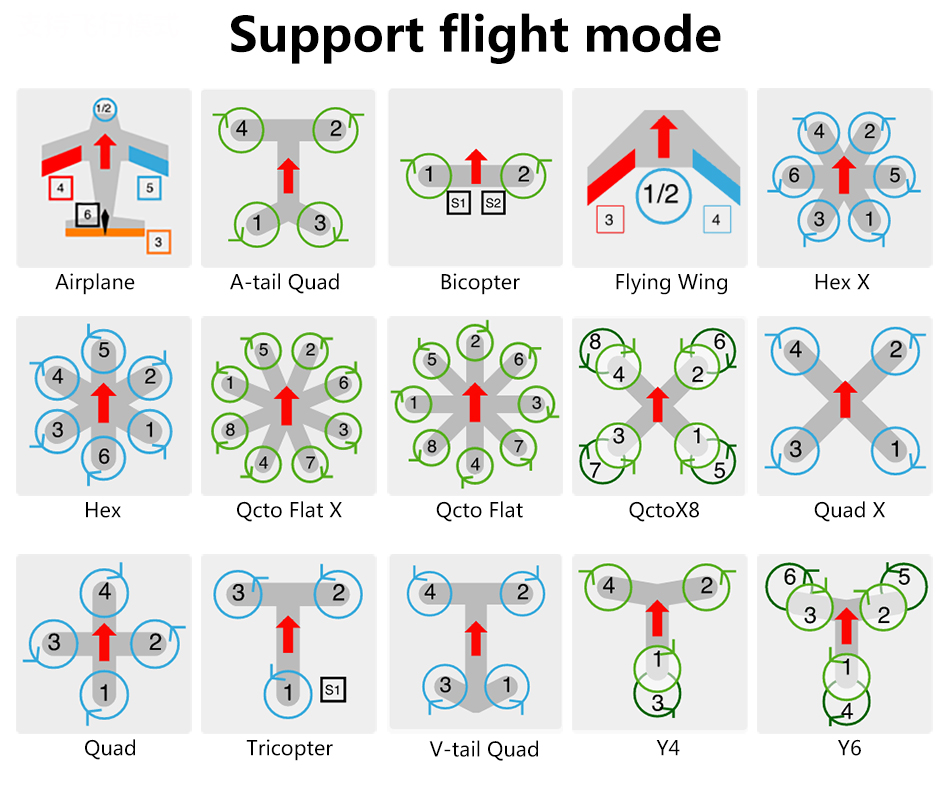 Support flight mode
1/2
4
5
6
3
Airplane
4 2
1 3
A-tail Quad
1 2
S1 S2
Bicopter
1/2
3 4
Flying Wing
4 2
6 5
3 1
Hex X
5
4 2
3 1
6
Hex
5 2
1 6
8 3
4 7
Qcto Flat X
2
5 6
1 3
8 7
4
Qcto Flat
8 6
4 2
3 1
7 5
QctoX8
4 2
3 1
Quad X
4
3 2
1
Quad
3 2
1 S1
Tricopter
4 2
3 1
V-tail Quad
4 2
1
3
Y4
6 5
3 2
1
4
Y6